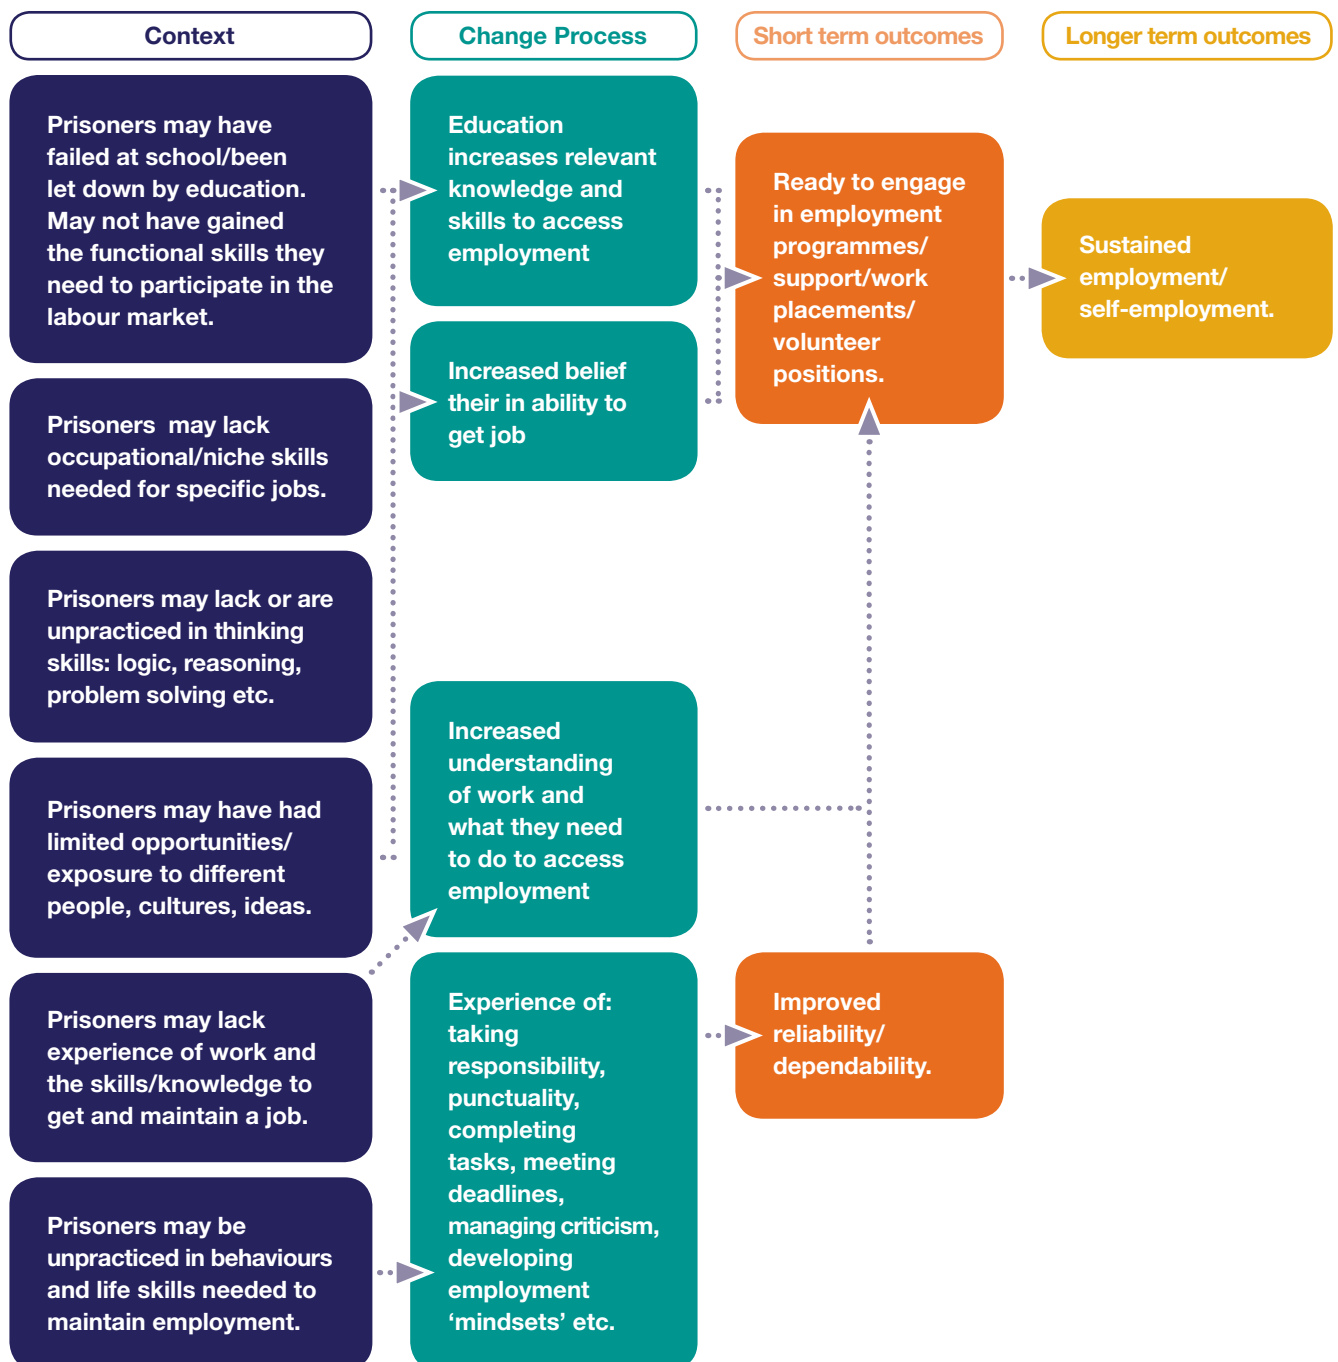 Context
Change Process
Short term outcomes
Longer term outcomes
Prisoners may have
failed at school/been
let down by education.
May not have gained
the functional skills they
need to participate in the
labour market.
Prisoners  may lack
occupational/niche skills
needed for specific jobs.
Prisoners may lack or are
unpracticed in thinking
skills: logic, reasoning,
problem solving etc.
Prisoners may have had
limited opportunities/
exposure to different
people, cultures, ideas.
Prisoners may lack
experience of work and
the skills/knowledge to
get and maintain a job.
Prisoners may be
unpracticed in behaviours
and life skills needed to
maintain employment.
Education
increases relevant
knowledge and
skills to access
employment
Increased belief
their in ability to
get job
Increased
understanding
of work and
what they need
to do to access
employment
Experience of:
taking
responsibility,
punctuality,
completing
tasks, meeting
deadlines,
managing criticism,
developing
employment
‘mindsets’ etc.
Ready to engage
in employment
programmes/
support/work
placements/
volunteer
positions.
Improved
reliability/
dependability.
Sustained
employment/
self-employment.